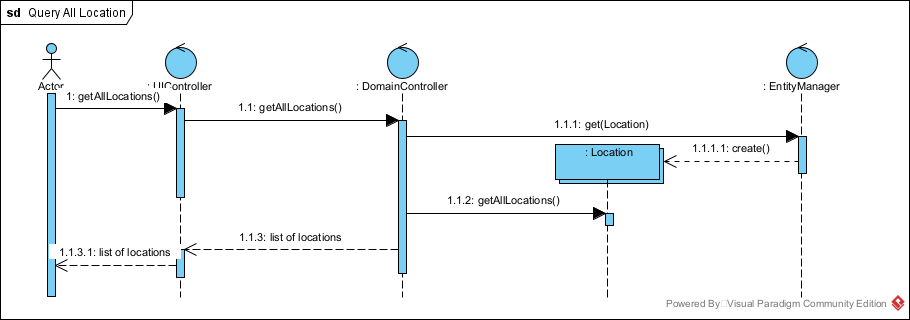 sd Query All Location
Actor
: UIController
: DomainController
: EntityManager
1: getAllLocations()
1.1: getAllLocations()
1.1.1: get(Location)
: Location
1.1.1.1: create()
1.1.2: getAllLocations()
1.1.3: list of locations
1.1.3.1: list of locations
Powered By Visual Paradigm Community Edition